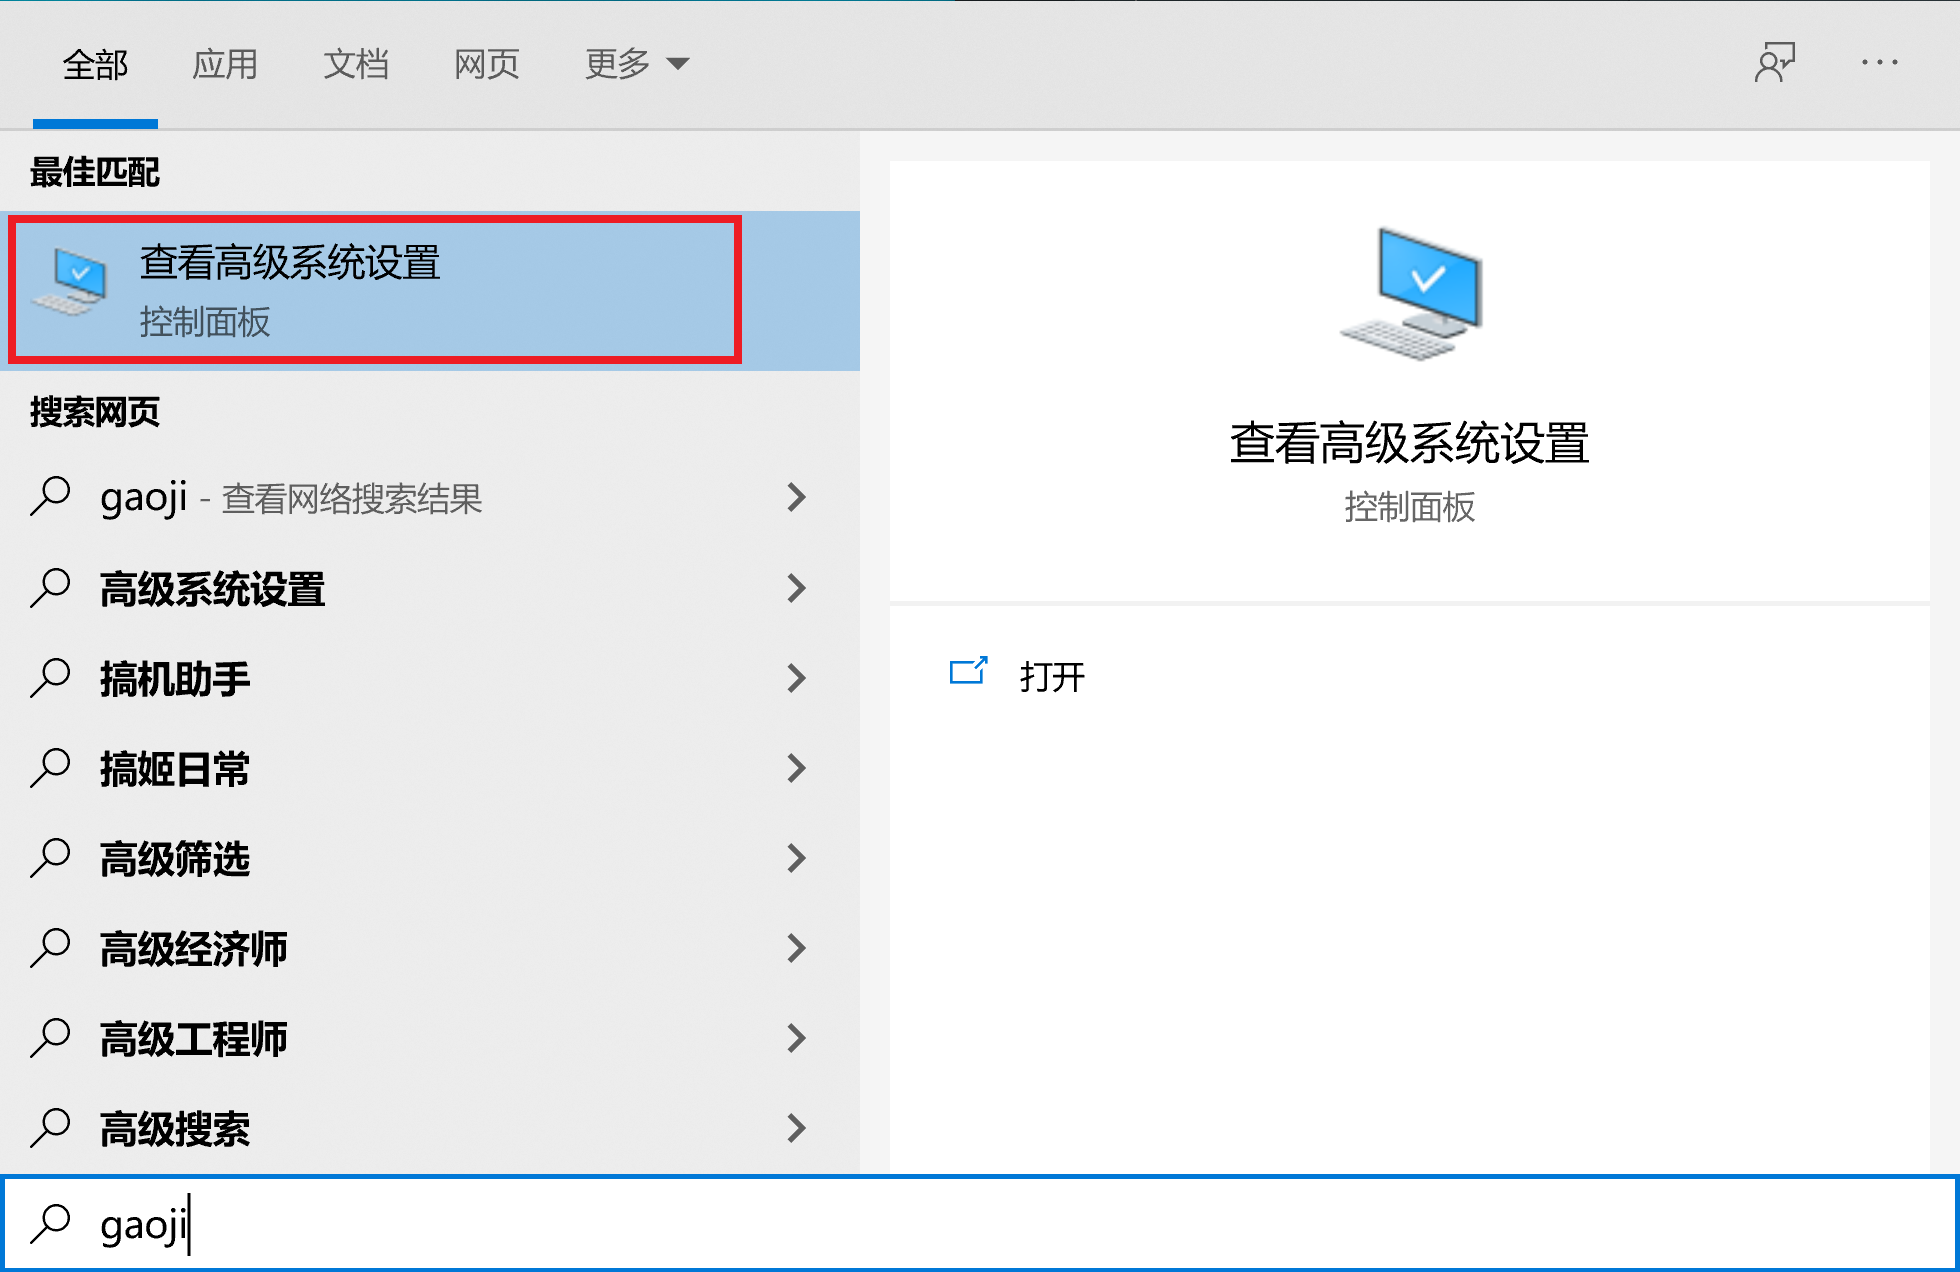 全部 应用 文档 网页 更多
最佳匹配
查看高级系统设置
控制面板
搜索网页
gaoji - 查看网络搜索结果
高级系统设置
搞机助手
搞姬日常
高级筛选
高级经济师
高级工程师
高级搜索
查看高级系统设置
控制面板
打开
gaoji